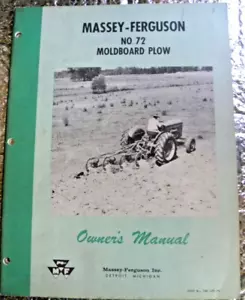 MASSEY-FERGUSON
NO 72
MOLDBOARD PLOW
Owner's Manual
Massey-Ferguson Inc.
DETROIT, MICHIGAN